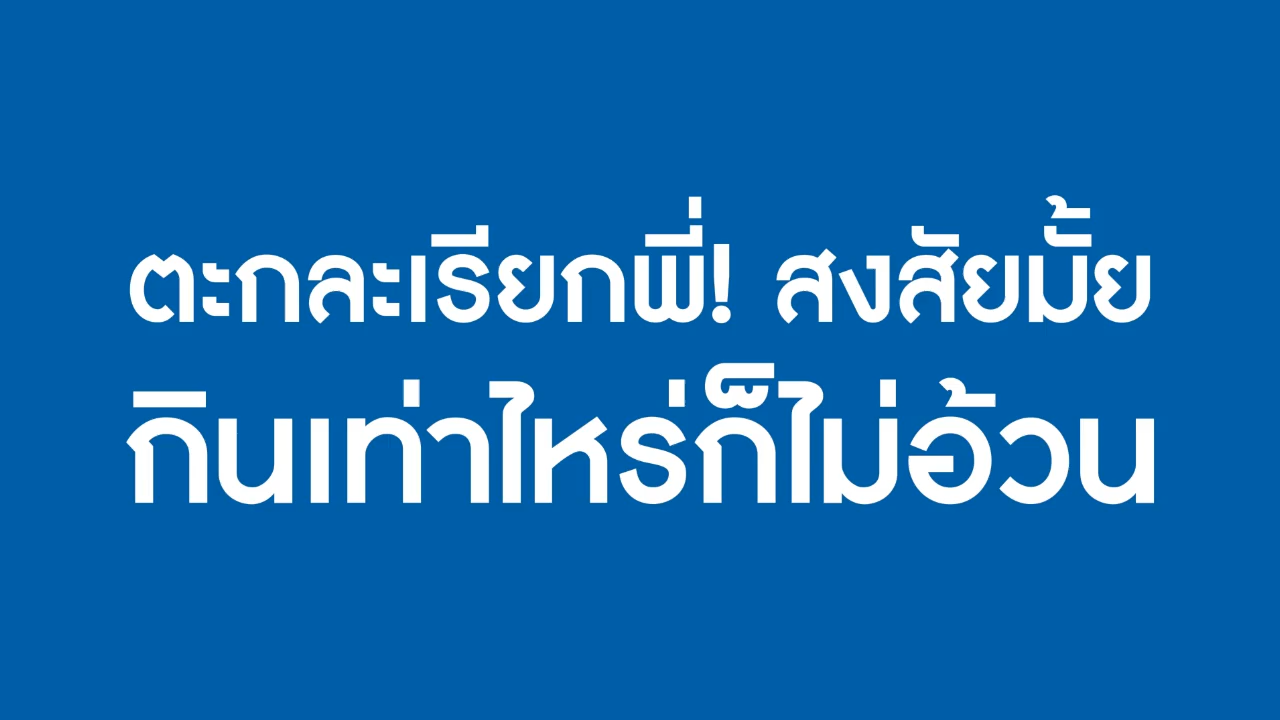 ตะกละเรียกพี่! สงสัยมั้ย
กินเท่าไหร่ก็ไม่อ้วน